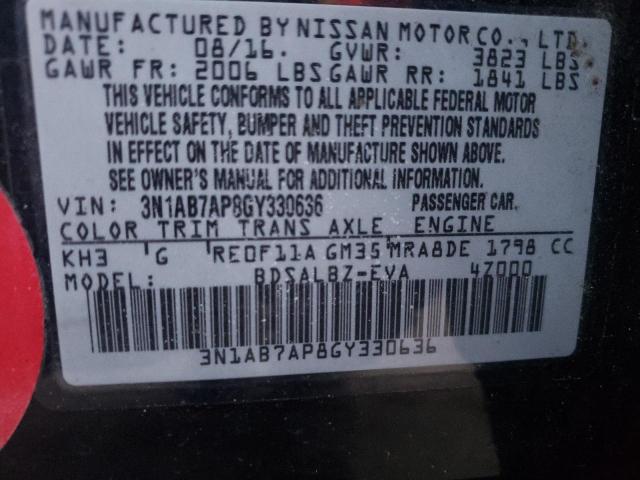 MANUFACTURED BY NISSAN MOTOR CO., LTD.
DATE: 08/16. GVWR: 3823 LBS
GAWR FR: 2006 LBS GAWR RR: 1841 LBS
THIS VEHICLE CONFORMS TO ALL APPLICABLE FEDERAL MOTOR
VEHICLE SAFETY, BUMPER AND THEFT PREVENTION STANDARDS
IN EFFECT ON THE DATE OF MANUFACTURE SHOWN ABOVE.
SEE OWNER'S MANUAL FOR ADDITIONAL INFORMATION.
VIN: 3N1AB7AP8GY330636 PASSENGER CAR.
COLOR TRIM TRANS AXLE ENGINE
KH3 G RE0F11A GM35 MRA8DE 1798 CC
MODEL: BDSALBZ-EVA 4Z000
3N1AB7AP8GY330636